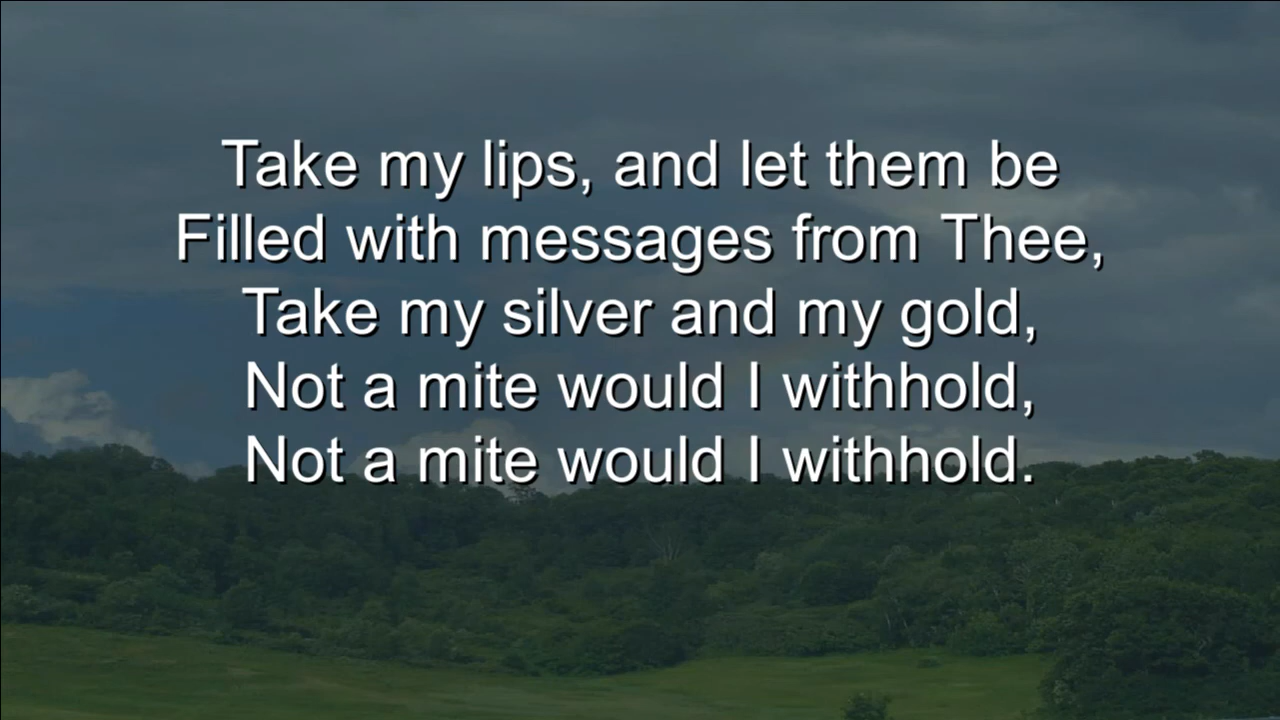 Take my lips, and let them be
Filled with messages from Thee,
Take my silver and my gold,
Not a mite would I withhold,
Not a mite would I withhold.